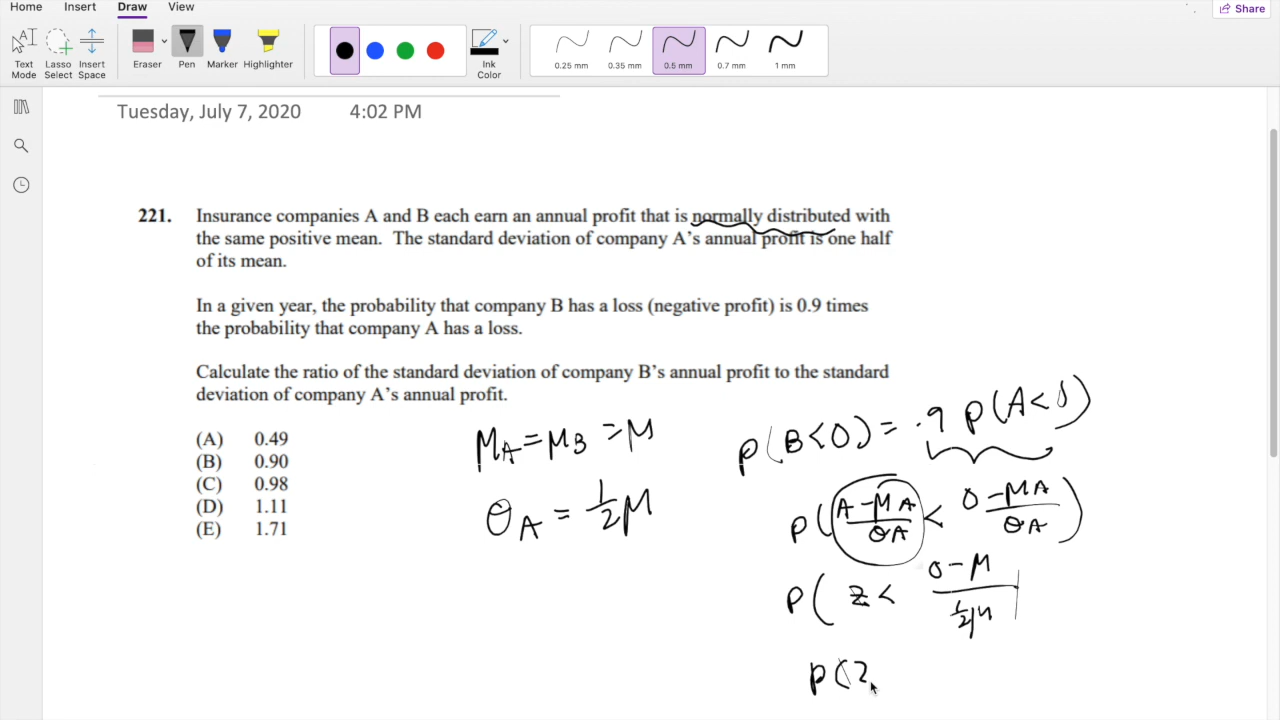 Home Insert Draw View Share
Text Mode Lasso Select Insert Space Eraser Pen Marker Highlighter Ink Color 0.25 mm 0.35 mm 0.5 mm 0.7 mm 1 mm
Tuesday, July 7, 2020 4:02 PM
221. Insurance companies A and B each earn an annual profit that is normally distributed with
the same positive mean. The standard deviation of company A's annual profit is one half
of its mean.
In a given year, the probability that company B has a loss (negative profit) is 0.9 times
the probability that company A has a loss.
Calculate the ratio of the standard deviation of company B's annual profit to the standard
deviation of company A's annual profit.
(A) 0.49
(B) 0.90
(C) 0.98
(D) 1.11
(E) 1.71
μA = μB = μ
θA = 1/2 μ
P(B<0) = .9 P(A<0)
P(A-μA/θA < 0-μA/θA)
P(Z < 0-μ/1/2μ
P(Z